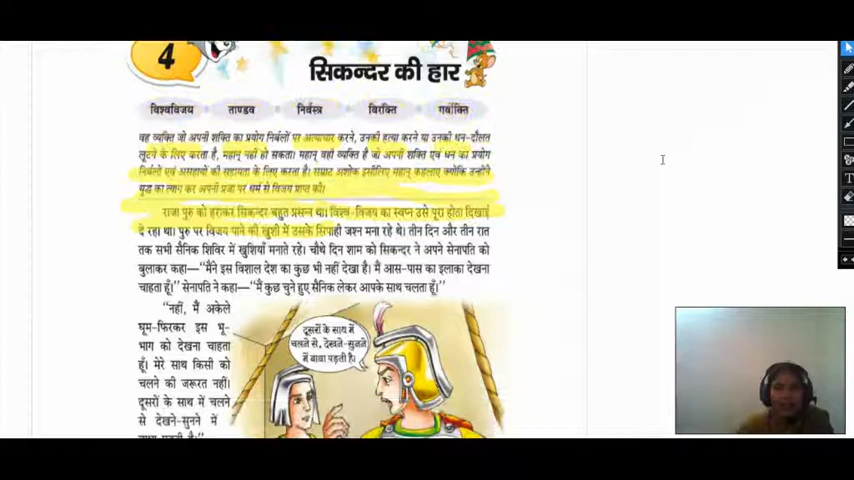 4
सिकन्दर की हार
विश्वविजय ताण्डव निर्वस्त्र विरक्ति गर्वोक्ति
वह व्यक्ति जो अपनी शक्ति का प्रयोग निर्बलों पर अत्याचार करने, उनकी हत्या करने या उनकी धन-दौलत
लूटने के लिए करता है, महान् नहीं हो सकता। महान् वही व्यक्ति है जो अपनी शक्ति एवं धन का प्रयोग
निर्बलों एवं असहायों की सहायता के लिए करता है। सम्राट अशोक इसीलिए महान् कहलाए क्योंकि उन्होंने
युद्ध का त्याग कर अपनी प्रजा पर धर्म से विजय प्राप्त की।
राजा पुरु को हराकर सिकन्दर बहुत प्रसन्न था। विश्व-विजय का स्वप्न उसे पूरा होता दिखाई
दे रहा था। पुरु पर विजय पाने की खुशी में उसके सिपाही जश्न मना रहे थे। तीन दिन और तीन रात
तक सभी सैनिक शिविर में खुशियाँ मनाते रहे। चौथे दिन शाम को सिकन्दर ने अपने सेनापति को
बुलाकर कहा—“मैंने इस विशाल देश का कुछ भी नहीं देखा है। मैं आस-पास का इलाका देखना
चाहता हूँ।” सेनापति ने कहा—“मैं कुछ चुने हुए सैनिक लेकर आपके साथ चलता हूँ।”
“नहीं, मैं अकेले
घूम-फिरकर इस भू-
भाग को देखना चाहता
हूँ। मेरे साथ किसी को
चलने की जरूरत नहीं।
दूसरों के साथ में चलने
से देखने-सुनने में
दूसरों के साथ में
चलने से, देखने-सुनने
में बाधा पड़ती है।